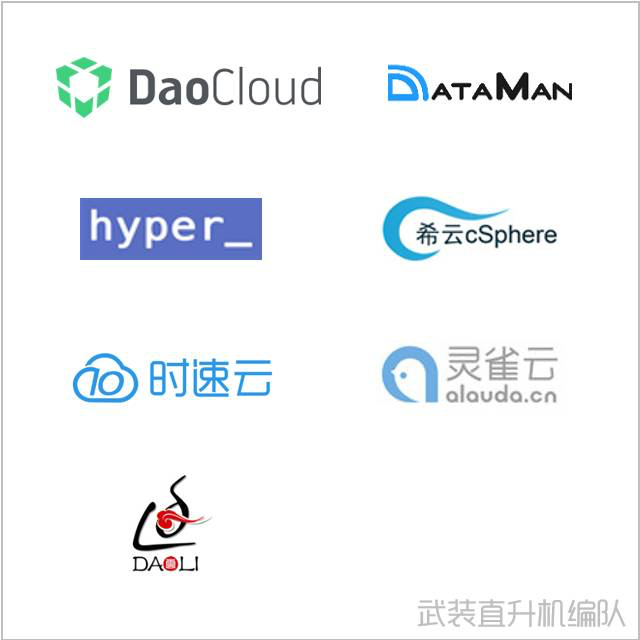 DaoCloud
DATAMAN
hyper_
希云cSphere
时速云
灵雀云
alauda.cn
DAOLI
武装直升机编队